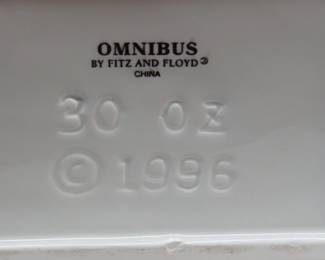 OMNIBUS
BY FITZ AND FLOYD®
CHINA
30 OZ
© 1996